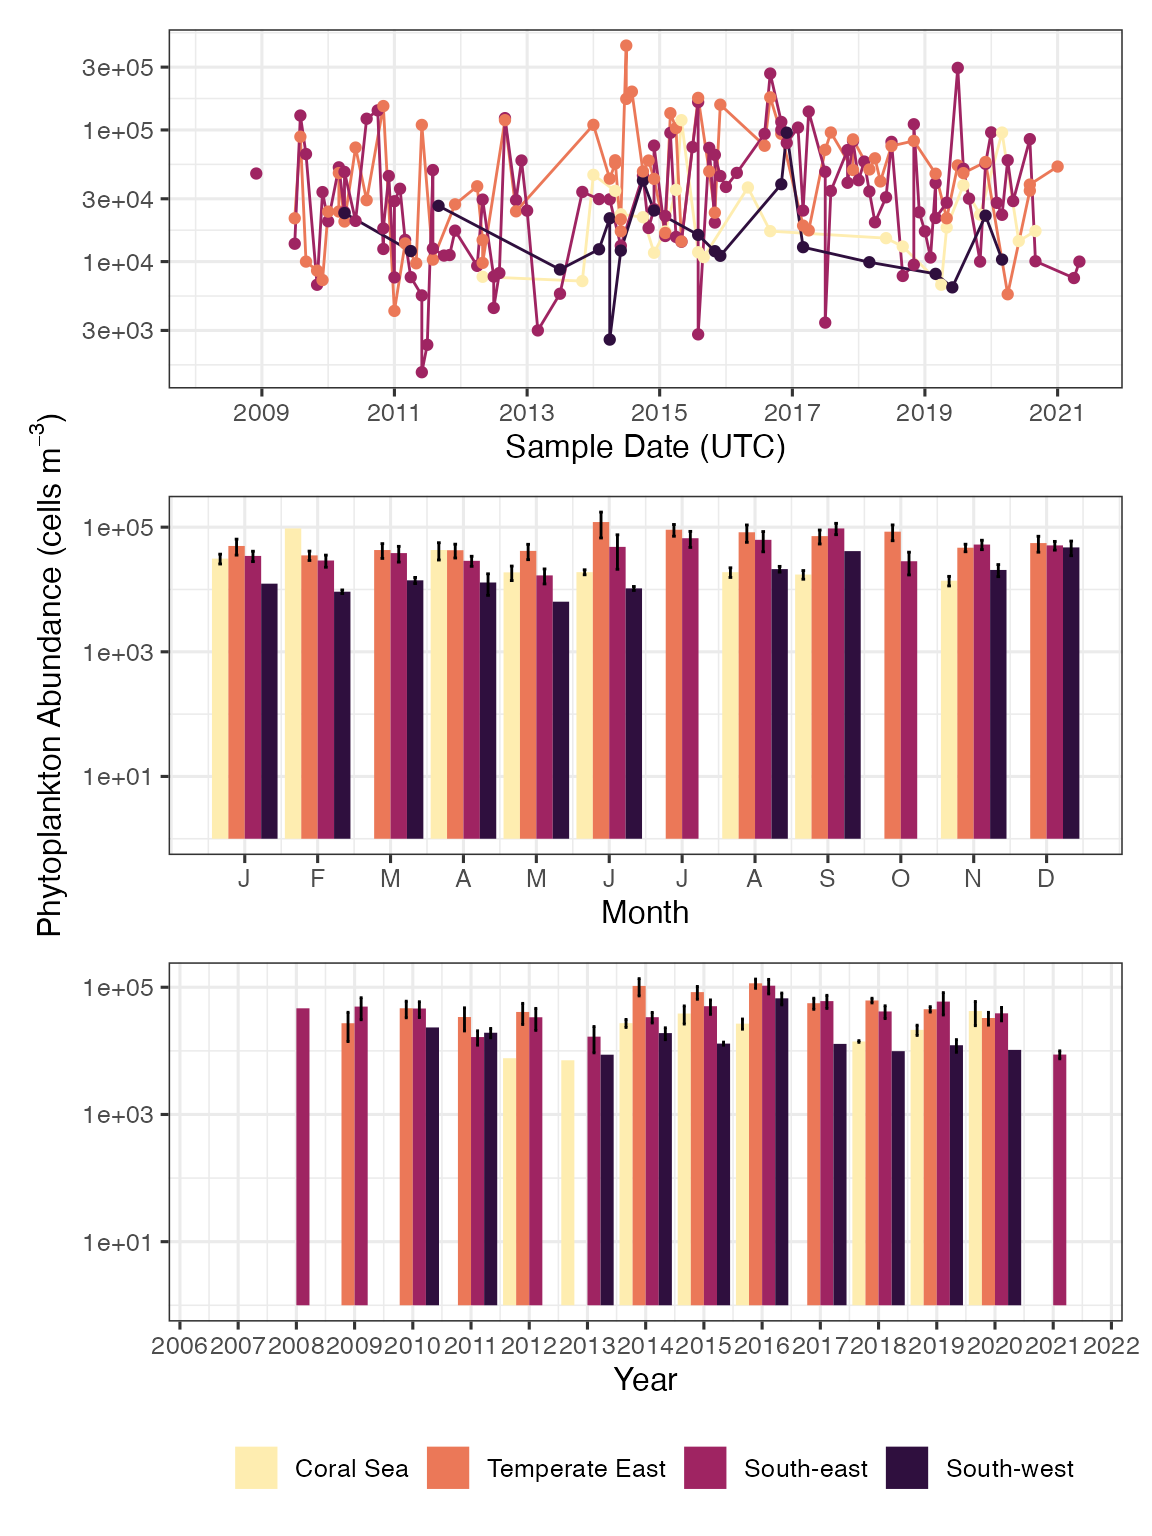 3e+05
1e+05
3e+04
1e+04
3e+03
2009 2011 2013 2015 2017 2019 2021
Sample Date (UTC)
Phytoplankton Abundance (cells m⁻³)
1e+05
1e+03
1e+01
J F M A M J J A S O N D
Month
1e+05
1e+03
1e+01
2006 2007 2008 2009 2010 2011 2012 2013 2014 2015 2016 2017 2018 2019 2020 2021 2022
Year
Coral Sea Temperate East South-east South-west